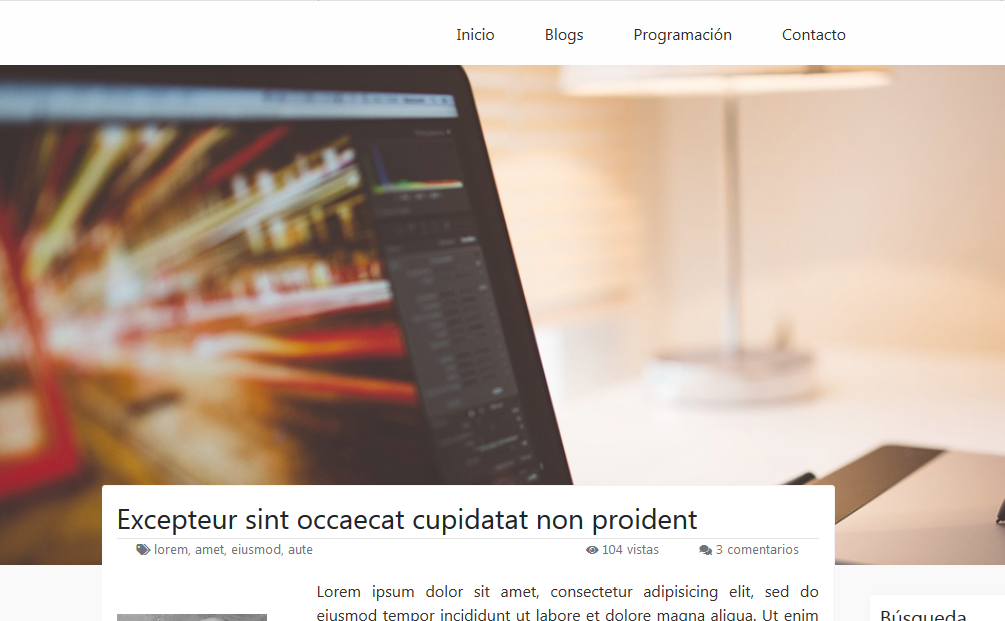 Inicio Blogs Programación Contacto
Excepteur sint occaecat cupidatat non proident
lorem, amet, eiusmod, aute 104 vistas 3 comentarios
Lorem ipsum dolor sit amet, consectetur adipisicing elit, sed do
eiusmod tempor incididunt ut labore et dolore magna aliqua. Ut enim
Búsqueda